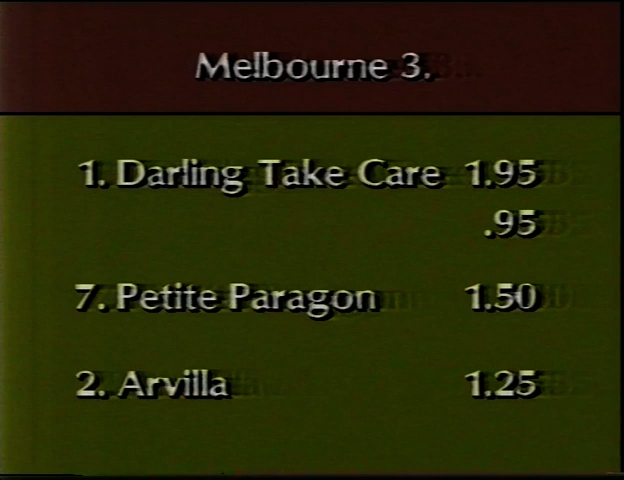 Melbourne 3.
1. Darling Take Care 1.95
.95
7. Petite Paragon 1.50
2. Arvilla 1.25